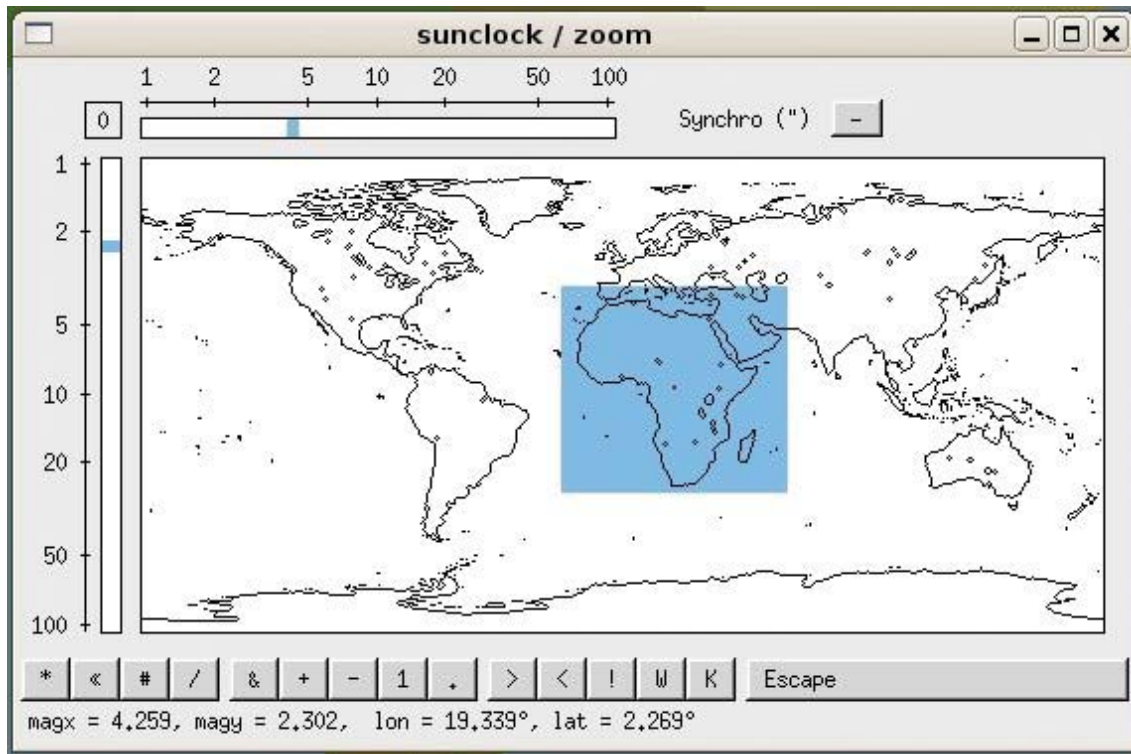 sunclock / zoom
1 2 5 10 20 50 100
0
Synchro (") -
1
2
5
10
20
50
100
* « # / & + - 1 . > < ! W K Escape
magx = 4.259, magy = 2.302, lon = 19.339°, lat = 2.269°